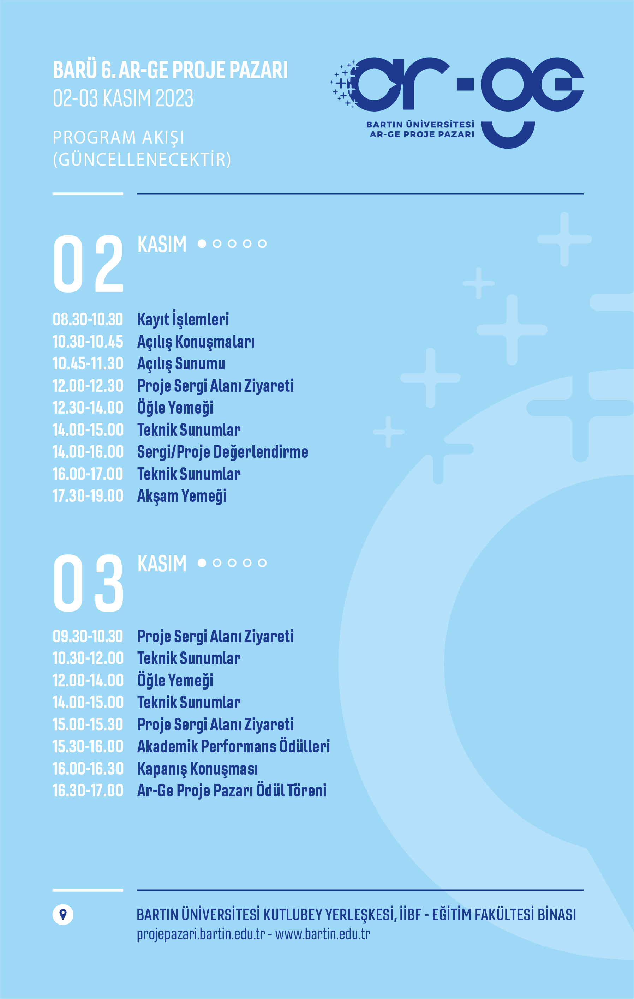 BARÜ 6. AR-GE PROJE PAZARI
02-03 KASIM 2023
PROGRAM AKIŞI
(GÜNCELLENECEKTİR)
ar-ge
BARTIN ÜNİVERSİTESİ
AR-GE PROJE PAZARI
02 KASIM
08.30-10.30 Kayıt İşlemleri
10.30-10.45 Açılış Konuşmaları
10.45-11.30 Açılış Sunumu
12.00-12.30 Proje Sergi Alanı Ziyareti
12.30-14.00 Öğle Yemeği
14.00-15.00 Teknik Sunumlar
14.00-16.00 Sergi/Proje Değerlendirme
16.00-17.00 Teknik Sunumlar
17.30-19.00 Akşam Yemeği
03 KASIM
09.30-10.30 Proje Sergi Alanı Ziyareti
10.30-12.00 Teknik Sunumlar
12.00-14.00 Öğle Yemeği
14.00-15.00 Teknik Sunumlar
15.00-15.30 Proje Sergi Alanı Ziyareti
15.30-16.00 Akademik Performans Ödülleri
16.00-16.30 Kapanış Konuşması
16.30-17.00 Ar-Ge Proje Pazarı Ödül Töreni
BARTIN ÜNİVERSİTESİ KUTLUBEY YERLEŞKESİ, İİBF - EĞİTİM FAKÜLTESİ BİNASI
projepazari.bartin.edu.tr - www.bartin.edu.tr